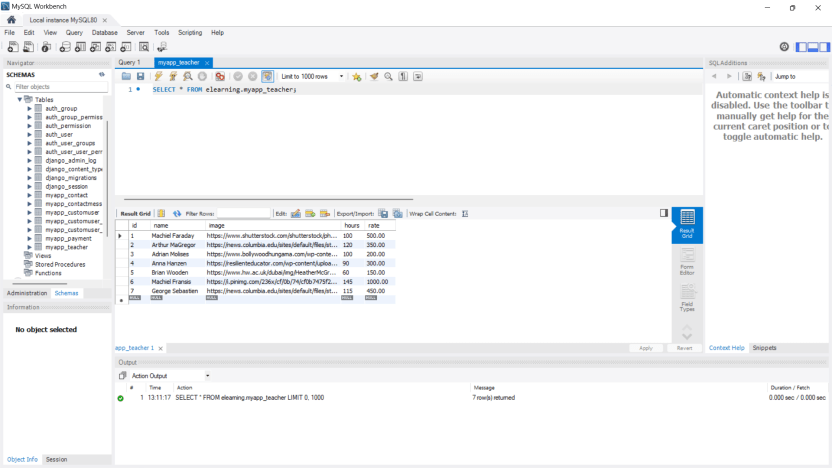 MySQL Workbench
Local instance MySQL80 ×
File Edit View Query Database Server Tools Scripting Help
Navigator
SCHEMAS
Filter objects
Tables
auth_group
auth_group_permiss
auth_permission
auth_user
auth_user_groups
auth_user_user_perr
django_admin_log
django_content_type
django_migrations
django_session
myapp_contact
myapp_contactmess
myapp_customuser
myapp_customuser_
myapp_customuser_
myapp_payment
myapp_teacher
Views
Stored Procedures
Functions
Administration Schemas
Information
No object selected
Object Info Session
Query 1 myapp_teacher ×
Limit to 1000 rows
1 SELECT * FROM elearning.myapp_teacher;
Result Grid Filter Rows: Edit: Export/Import: Wrap Cell Content:
id name image hours rate
1 Machiel Faraday https://www.shutterstock.com/shutterstock/ph... 100 500.00
2 Arthur MaGregor https://news.columbia.edu/sites/default/files/st... 120 350.00
3 Adrian Molises https://www.bollywoodhungama.com/wp-conte... 100 200.00
4 Anna Hanzen https://resilienteducator.com/wp-content/uploa... 90 300.00
5 Brian Wooden https://www.hw.ac.uk/dubai/img/HeatherMcGr... 60 150.00
6 Machiel Fransis https://i.pinimg.com/236x/cf/0b/74/cf0b7475f2... 145 1000.00
7 George Sebastien https://news.columbia.edu/sites/default/files/st... 115 450.00
NULL NULL NULL NULL NULL
Result Grid
Form Editor
Field Types
app_teacher 1 × Apply Revert
Output
Action Output
# Time Action Message Duration / Fetch
1 13:11:17 SELECT * FROM elearning.myapp_teacher LIMIT 0, 1000 7 row(s) returned 0.000 sec / 0.000 sec
SQLAdditions
Jump to
Automatic context help is
disabled. Use the toolbar t
manually get help for the
current caret position or to
toggle automatic help.
Context Help Snippets